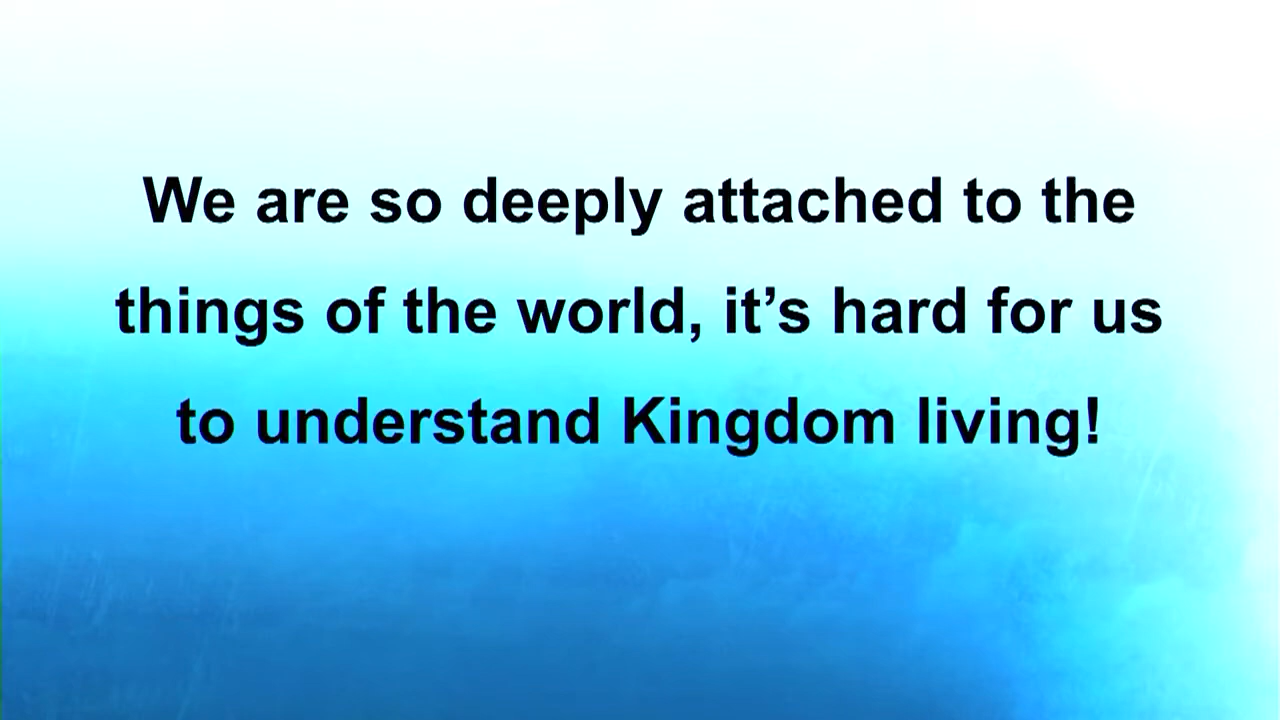 We are so deeply attached to the
things of the world, it’s hard for us
to understand Kingdom living!